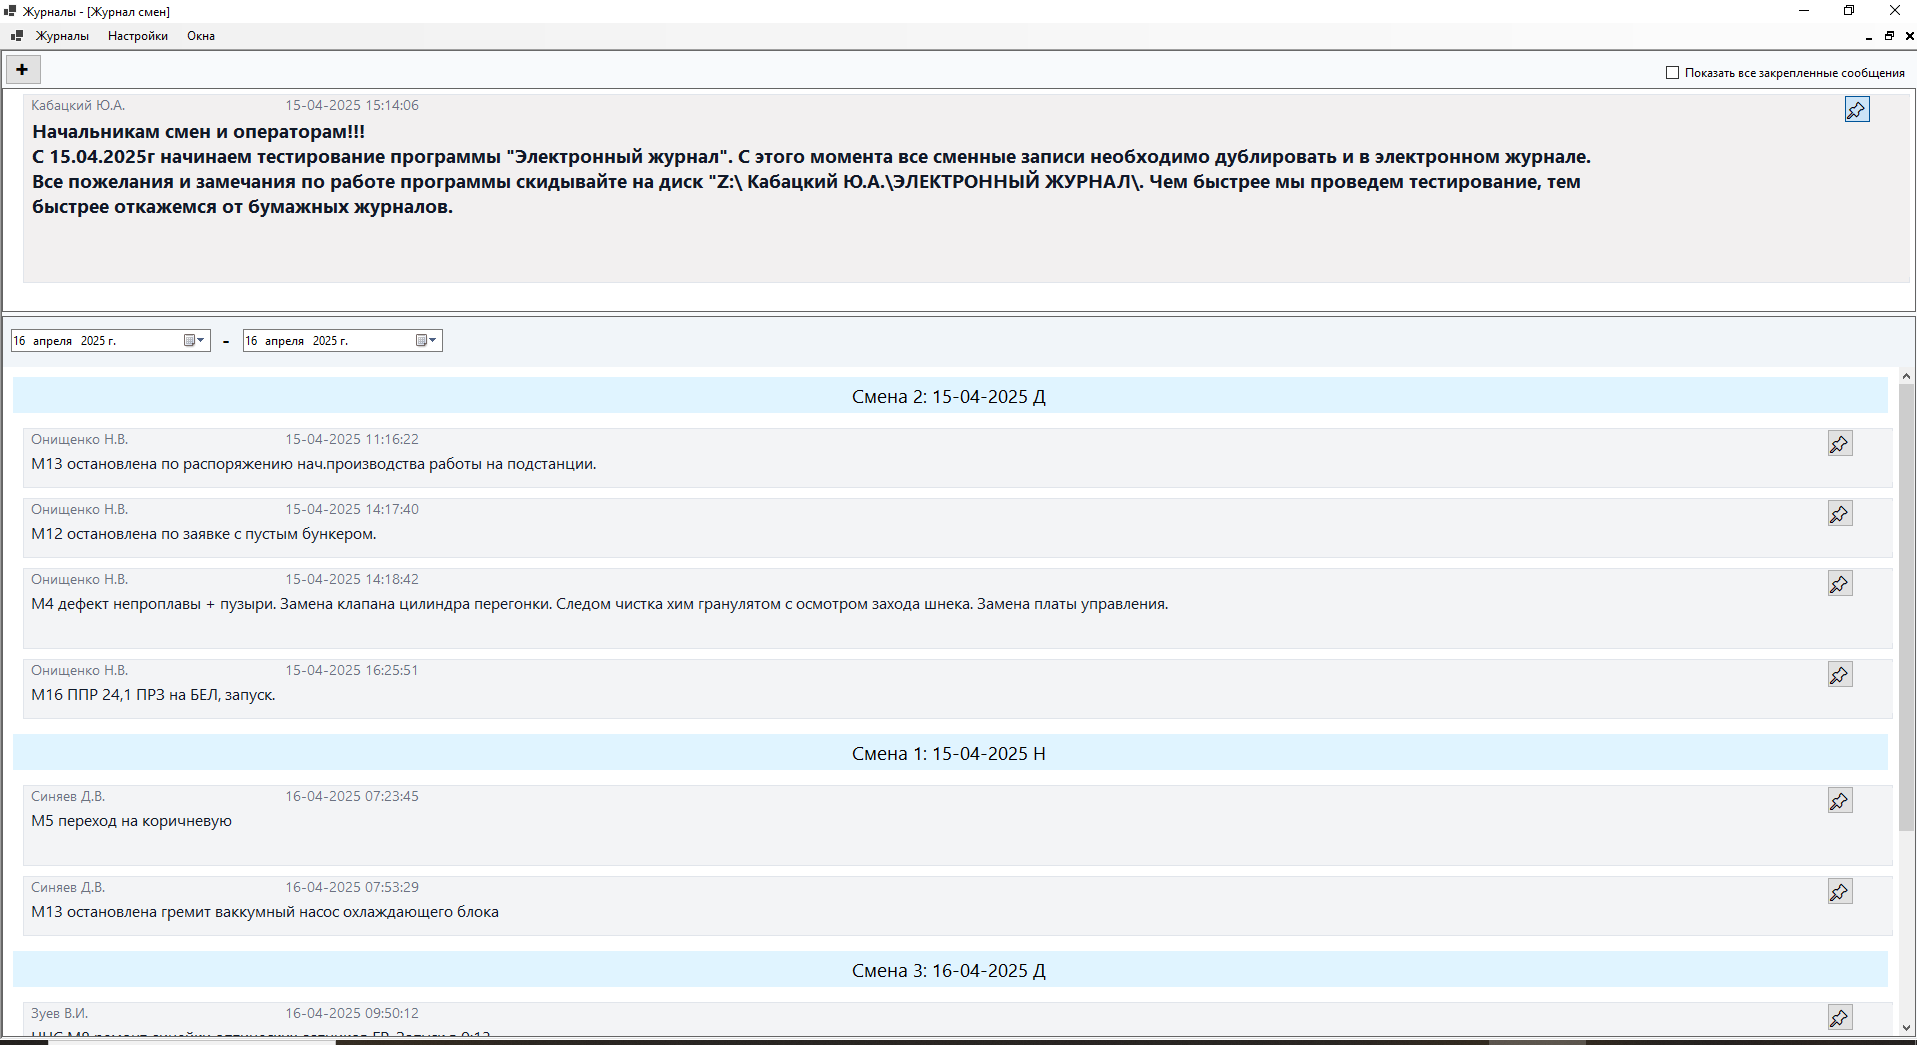 Журналы - [Журнал смен]
Журналы Настройки Окна
+
Показать все закрепленные сообщения
Кабацкий Ю.А. 15-04-2025 15:14:06
Начальникам смен и операторам!!!
С 15.04.2025г начинаем тестирование программы "Электронный журнал". С этого момента все сменные записи необходимо дублировать и в электронном журнале.
Все пожелания и замечания по работе программы скидывайте на диск "Z:\ Кабацкий Ю.А.\ЭЛЕКТРОННЫЙ ЖУРНАЛ\. Чем быстрее мы проведем тестирование, тем
быстрее откажемся от бумажных журналов.
16 апреля 2025 г. - 16 апреля 2025 г.
Смена 2: 15-04-2025 Д
Онищенко Н.В. 15-04-2025 11:16:22
М13 остановлена по распоряжению нач.производства работы на подстанции.
Онищенко Н.В. 15-04-2025 14:17:40
М12 остановлена по заявке с пустым бункером.
Онищенко Н.В. 15-04-2025 14:18:42
М4 дефект непроплавы + пузыри. Замена клапана цилиндра перегонки. Следом чистка хим гранулятом с осмотром захода шнека. Замена платы управления.
Онищенко Н.В. 15-04-2025 16:25:51
М16 ППР 24,1 ПРЗ на БЕЛ, запуск.
Смена 1: 15-04-2025 Н
Синяев Д.В. 16-04-2025 07:23:45
М5 переход на коричневую
Синяев Д.В. 16-04-2025 07:53:29
М13 остановлена гремит ваккумный насос охлаждающего блока
Смена 3: 16-04-2025 Д
Зуев В.И. 16-04-2025 09:50:12